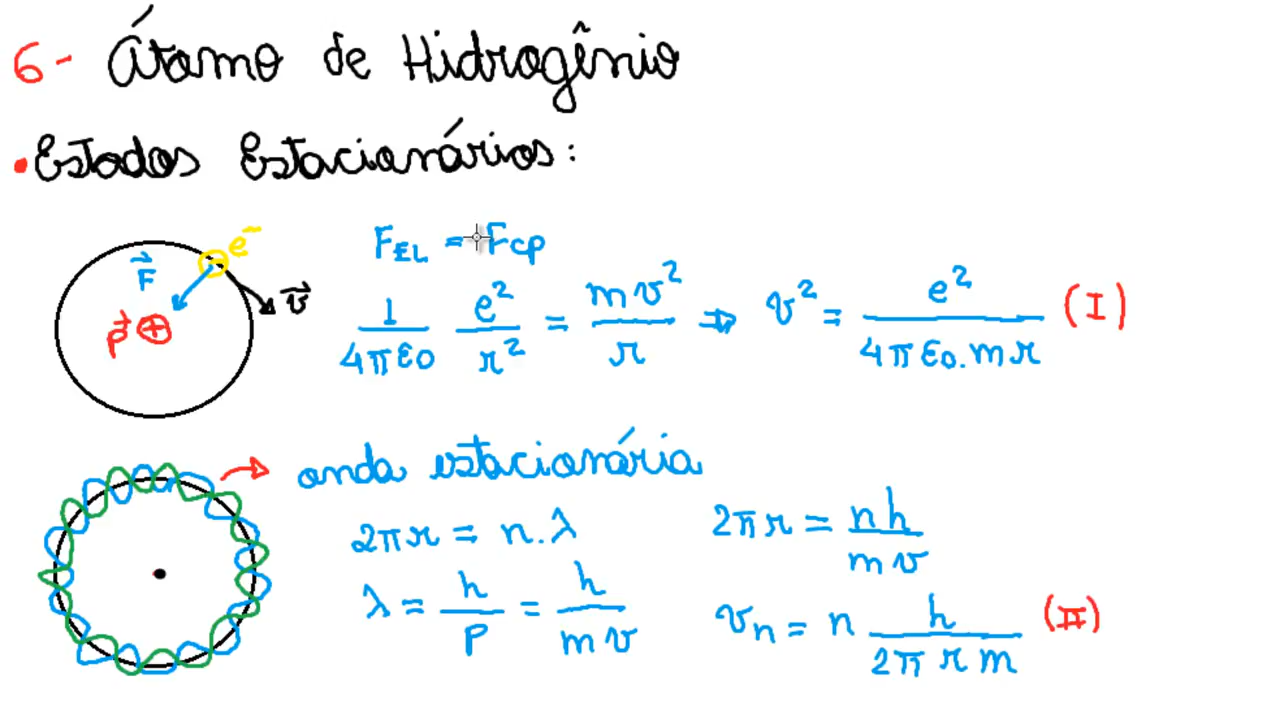 6- Átomo de Hidrogênio
• Estados Estacionários:
e⁻
F⃗
v⃗
p⃗ +
F_EL = F_CP
1/(4πε0) e²/r² = mv²/r ⇒ v² = e²/(4πε0.mr) (I)
onda estacionária
2πr = n.λ
λ = h/P = h/(mv)
2πr = nh/(mv)
v_n = n h/(2πrm) (II)